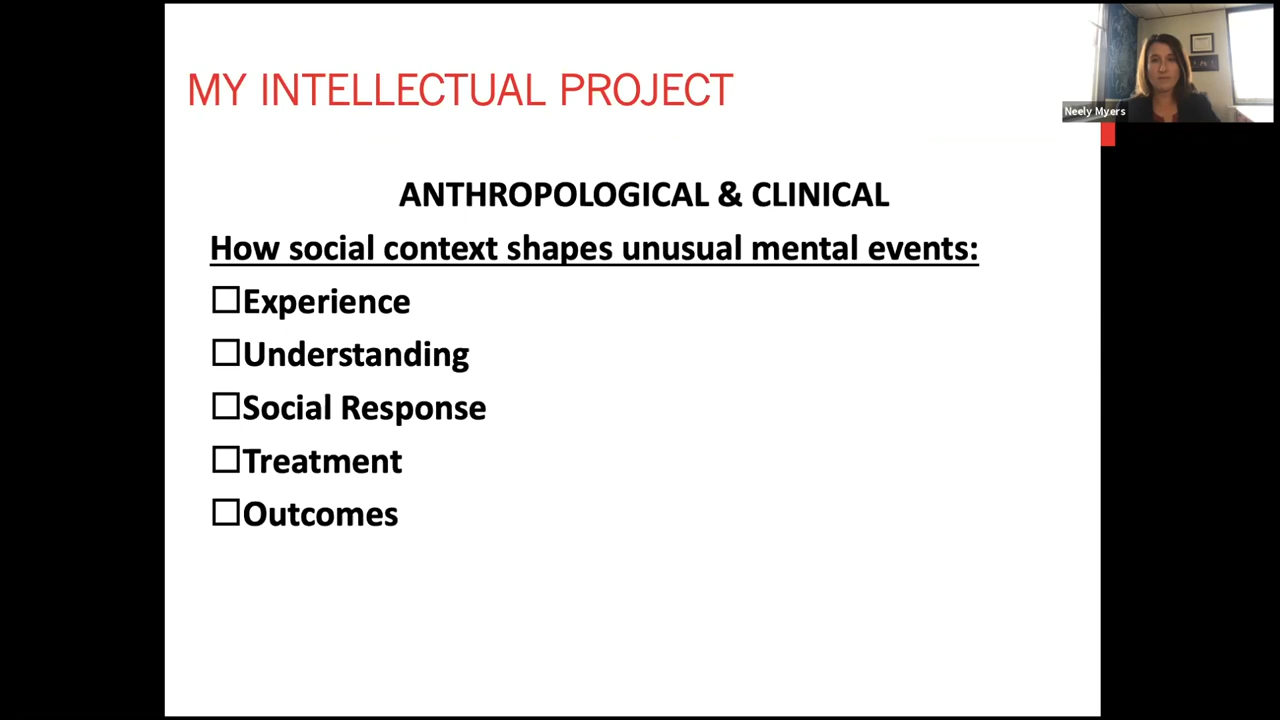 MY INTELLECTUAL PROJECT
Neely Myers
ANTHROPOLOGICAL & CLINICAL
How social context shapes unusual mental events:
☐Experience
☐Understanding
☐Social Response
☐Treatment
☐Outcomes